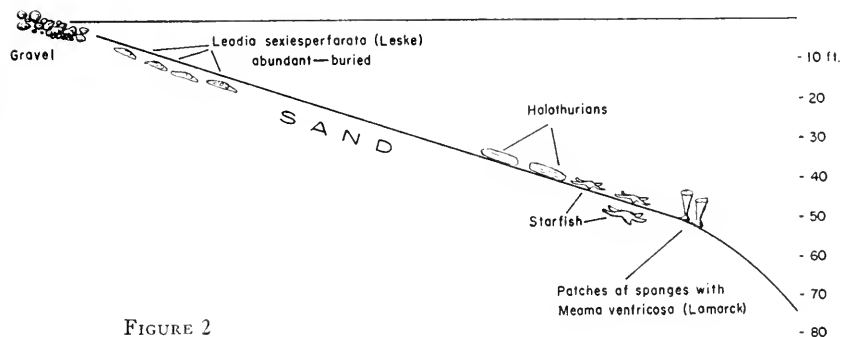 Gravel
Leodia sexiesperforata (Leske)
abundant—buried
SAND
Holothurians
Starfish
Patches of sponges with
Meoma ventricosa (Lamarck)
- 10 ft.
- 20
- 30
- 40
- 50
- 60
- 70
- 80
FIGURE 2